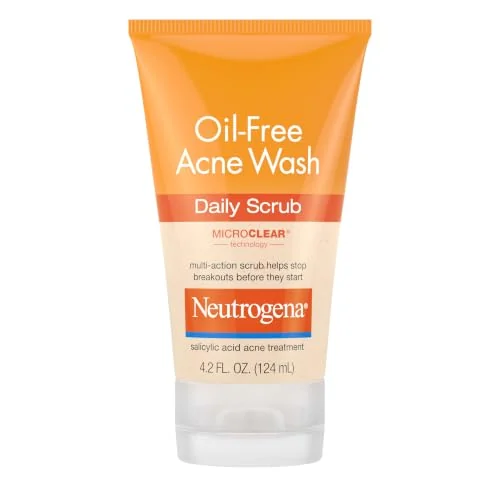 Oil-Free
Acne Wash
Daily Scrub
MICROCLEAR®
technology
multi-action scrub helps stop
breakouts before they start
Neutrogena®
salicylic acid acne treatment
4.2 FL. OZ. (124 mL)